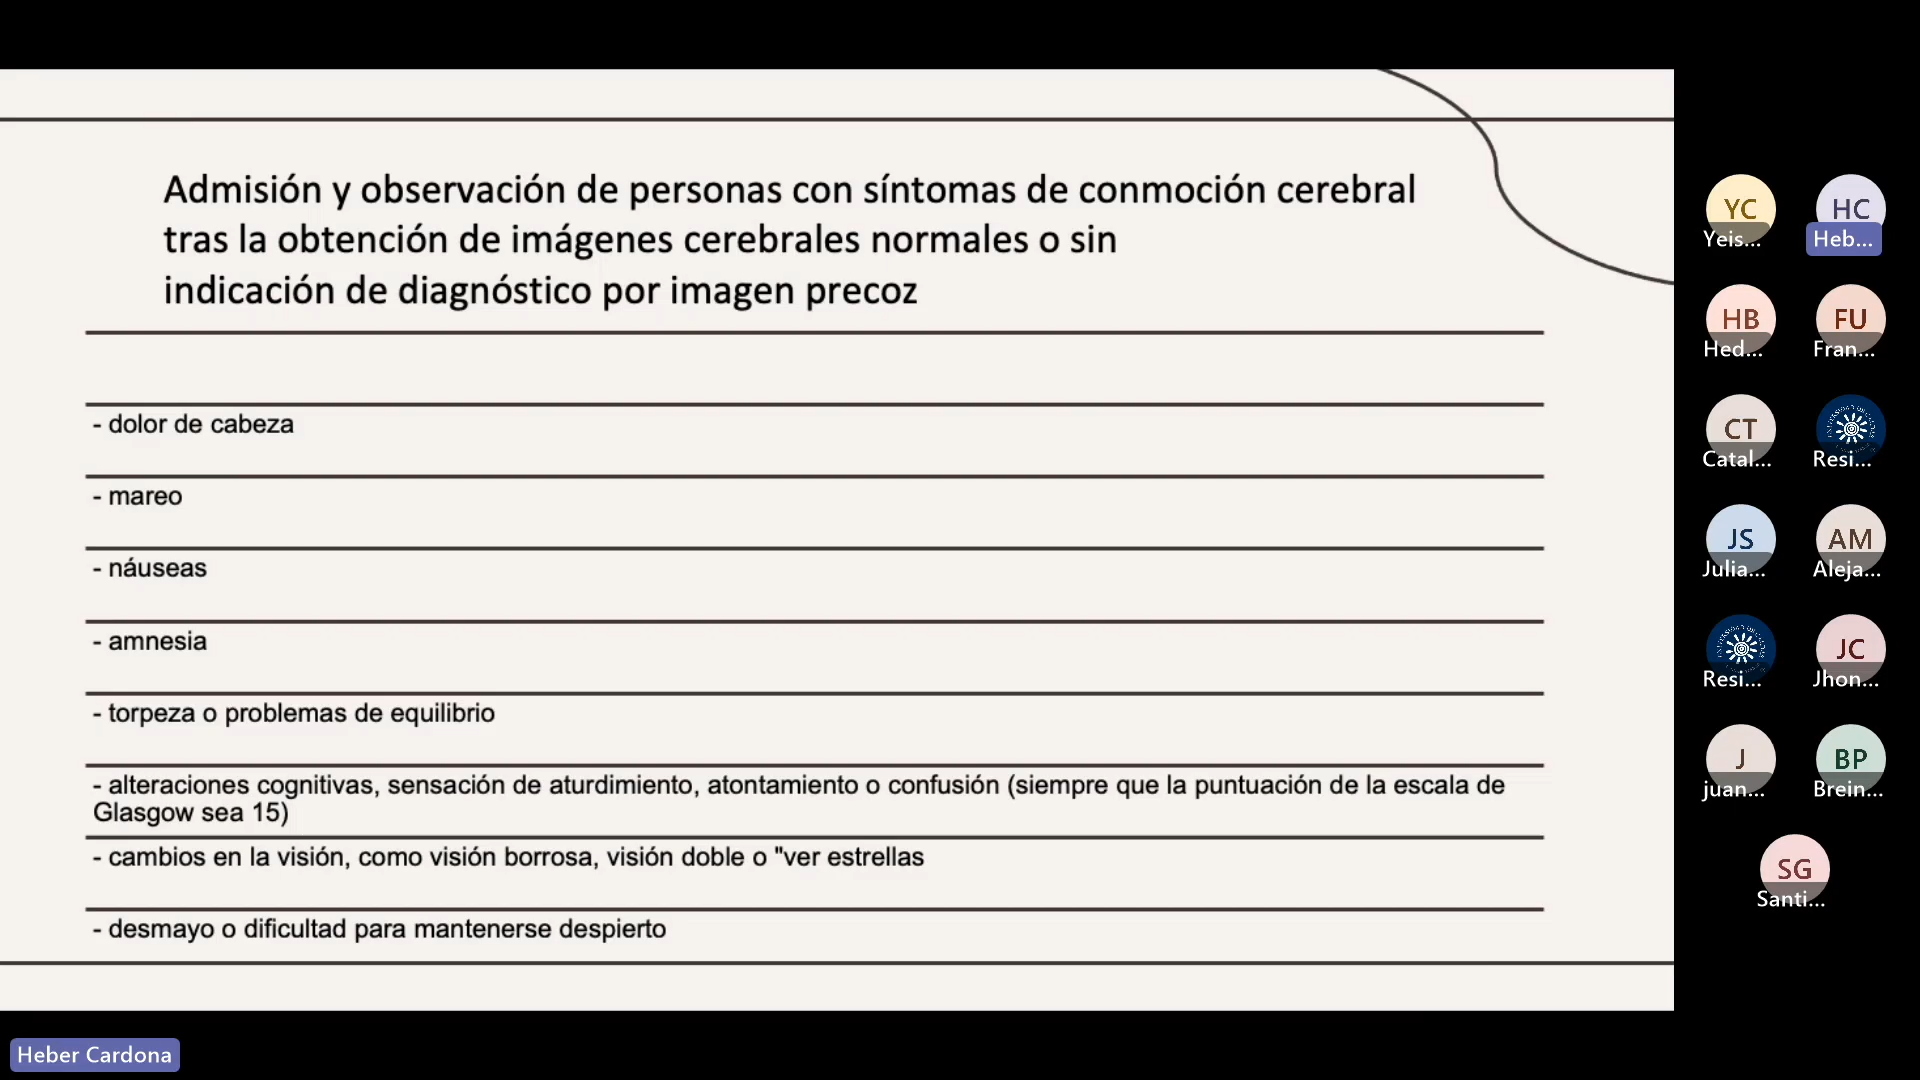 Admisión y observación de personas con síntomas de conmoción cerebral
tras la obtención de imágenes cerebrales normales o sin
indicación de diagnóstico por imagen precoz
- dolor de cabeza
- mareo
- náuseas
- amnesia
- torpeza o problemas de equilibrio
- alteraciones cognitivas, sensación de aturdimiento, atontamiento o confusión (siempre que la puntuación de la escala de
Glasgow sea 15)
- cambios en la visión, como visión borrosa, visión doble o "ver estrellas
- desmayo o dificultad para mantenerse despierto
YC
Yeis...
HC
Heb...
HB
Hed...
FU
Fran...
CT
Catal...
Resi...
JS
Julia...
AM
Aleja...
Resi...
JC
Jhon...
J
juan...
BP
Brein...
SG
Santi...
Heber Cardona